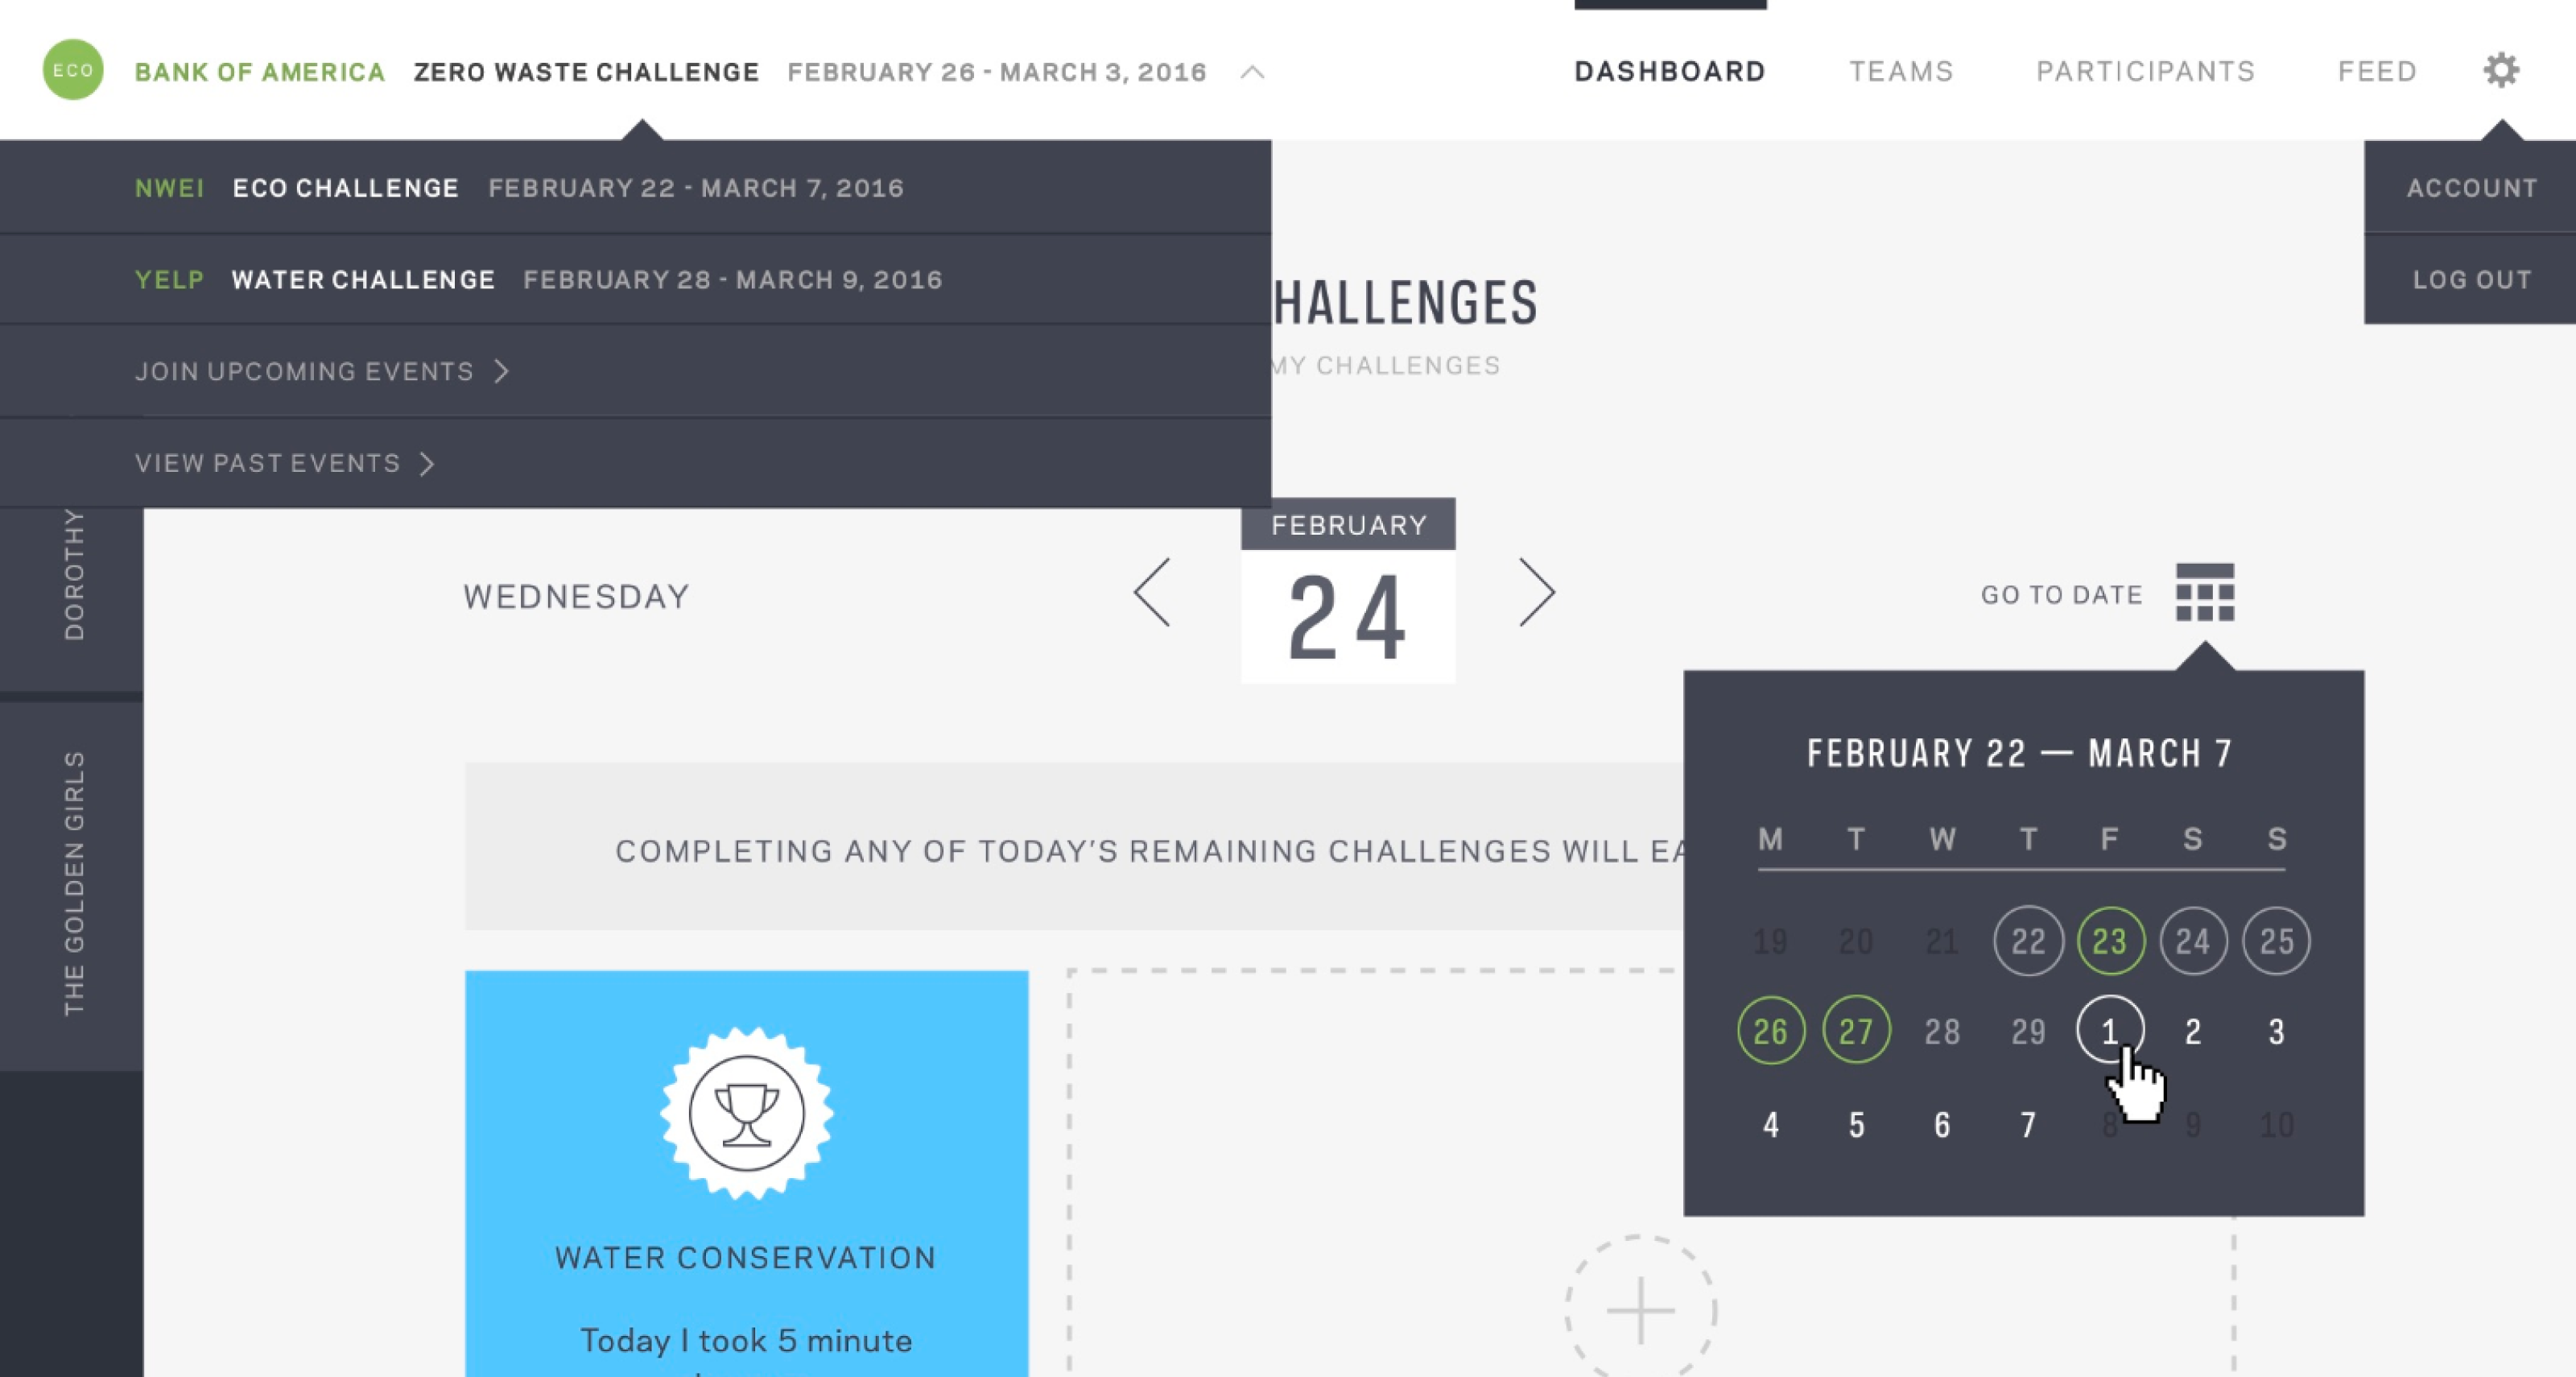 ECO BANK OF AMERICA ZERO WASTE CHALLENGE FEBRUARY 26 - MARCH 3, 2016
DASHBOARD TEAMS PARTICIPANTS FEED
NWEI ECO CHALLENGE FEBRUARY 22 - MARCH 7, 2016
YELP WATER CHALLENGE FEBRUARY 28 - MARCH 9, 2016
JOIN UPCOMING EVENTS
VIEW PAST EVENTS
ACCOUNT
LOG OUT
HALLENGES
MY CHALLENGES
DOROTHY
THE GOLDEN GIRLS
WEDNESDAY
FEBRUARY
24
GO TO DATE
FEBRUARY 22 — MARCH 7
M T W T F S S
19 20 21 22 23 24 25
26 27 28 29 1 2 3
4 5 6 7 8 9 10
COMPLETING ANY OF TODAY'S REMAINING CHALLENGES WILL EA
WATER CONSERVATION
Today I took 5 minute